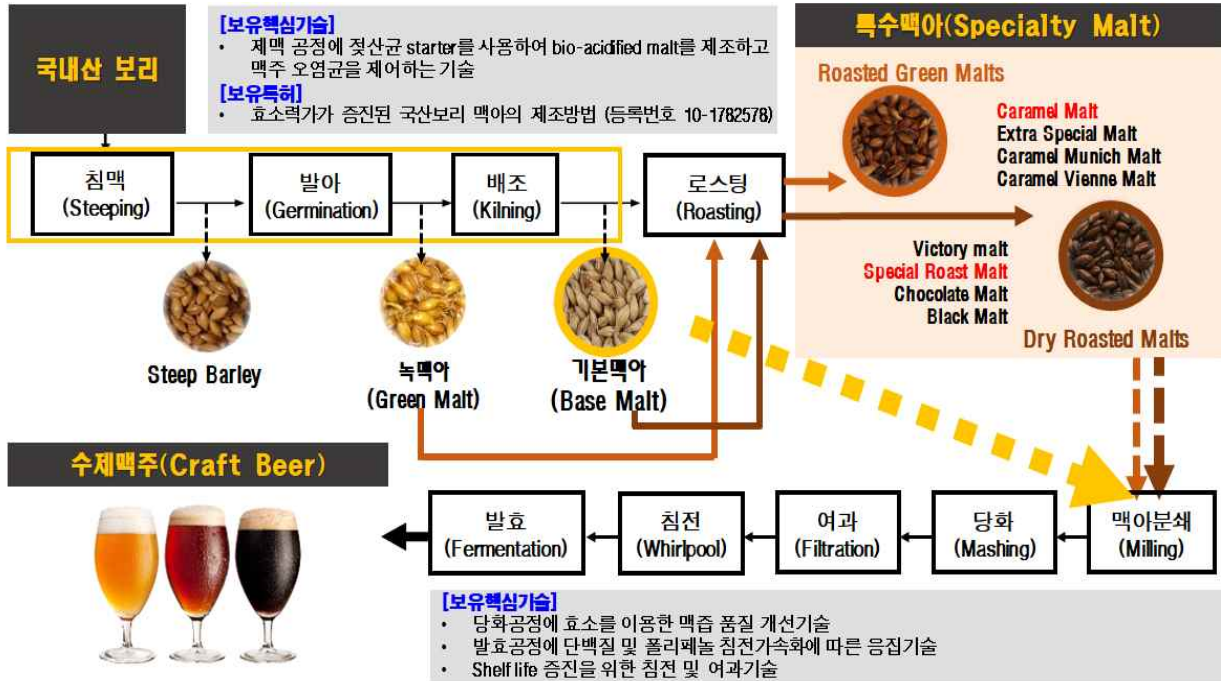 국내산 보리
[보유핵심기술]
• 제맥 공정에 젖산균 starter를 사용하여 bio-acidified malt를 제조하고
맥주 오염균을 제어하는 기술
[보유특허]
• 효소력가가 증진된 국산보리 맥아의 제조방법 (등록번호 10-1782578)
특수맥아(Specialty Malt)
Roasted Green Malts
Caramel Malt
Extra Special Malt
Caramel Munich Malt
Caramel Vienne Malt
Victory malt
Special Roast Malt
Chocolate Malt
Black Malt
Dry Roasted Malts
침맥
(Steeping)
발아
(Germination)
배조
(Kilning)
로스팅
(Roasting)
Steep Barley
녹맥아
(Green Malt)
기본맥아
(Base Malt)
수제맥주(Craft Beer)
발효
(Fermentation)
침전
(Whirlpool)
여과
(Filtration)
당화
(Mashing)
맥아분쇄
(Milling)
[보유핵심기술]
• 당화공정에 효소를 이용한 맥즙 품질 개선기술
• 발효공정에 단백질 및 폴리페놀 침전가속화에 따른 응집기술
• Shelf life 증진을 위한 침전 및 여과기술